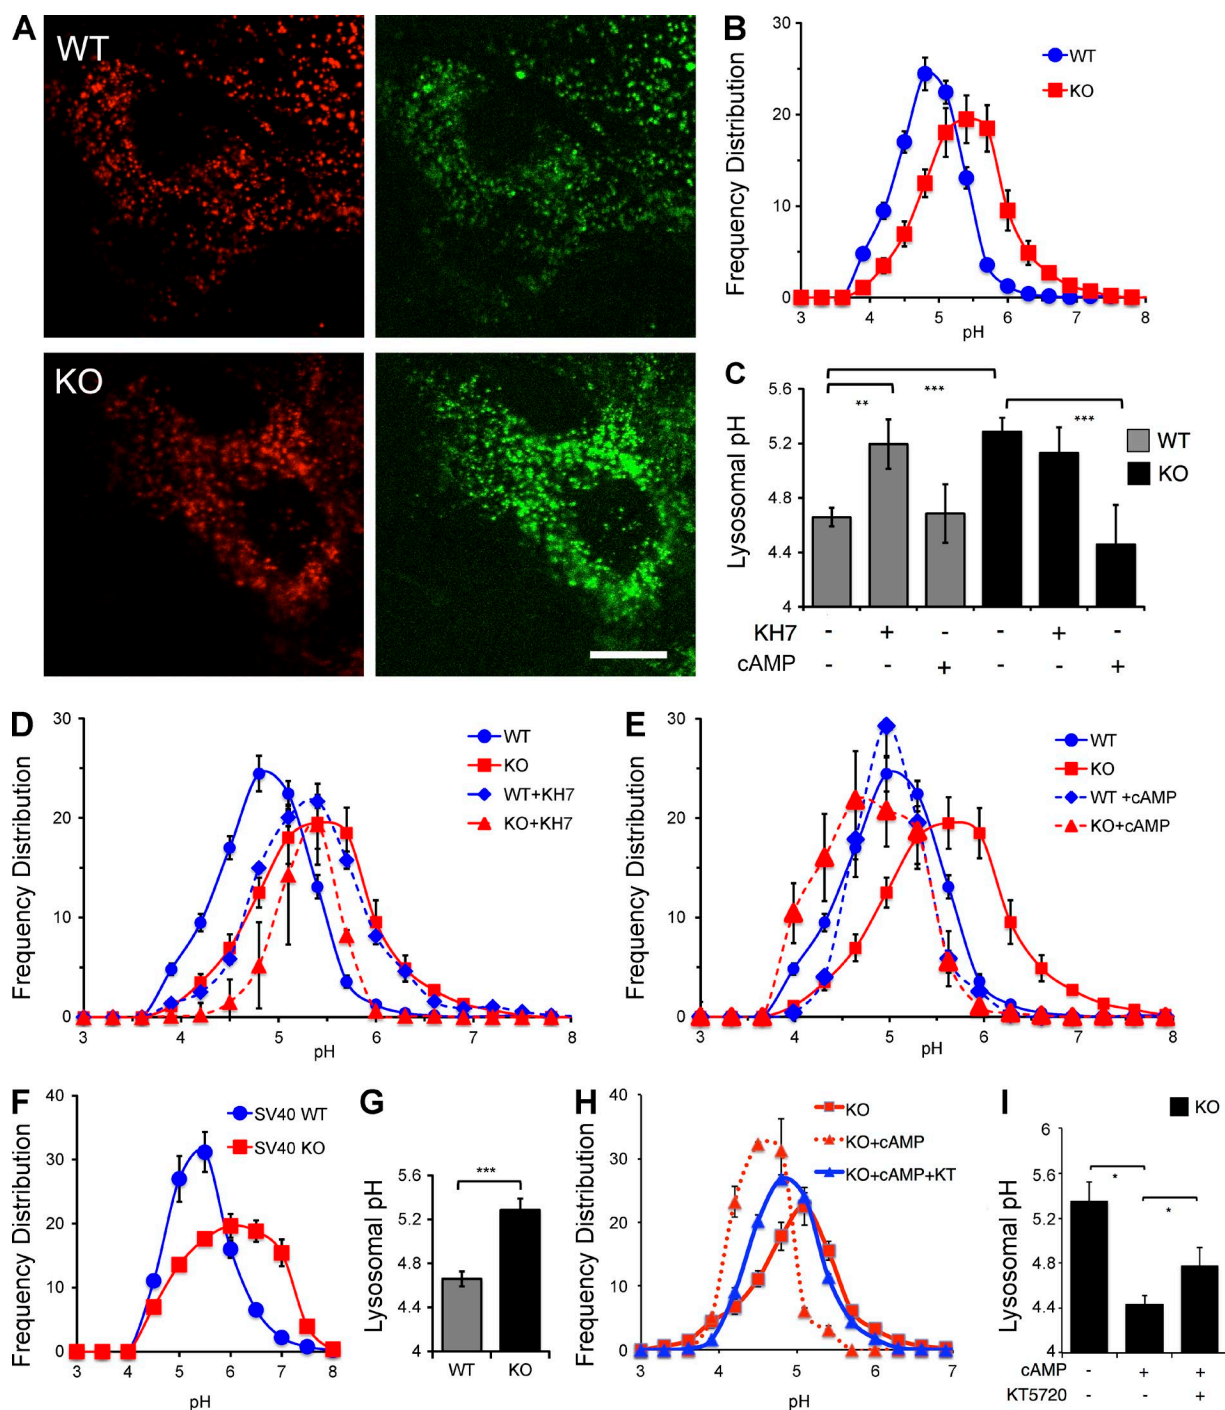 A
WT
KO
B
Frequency Distribution
30
20
10
0
3 4 5 6 7 8
pH
WT
KO
C
Lysosomal pH
5.6
5.2
4.8
4.4
4
** *** ***
WT
KO
KH7 - + - - + -
cAMP - - + - - +
D
Frequency Distribution
30
20
10
0
3 4 5 6 7 8
pH
WT
KO
WT+KH7
KO+KH7
E
Frequency Distribution
30
20
10
0
3 4 5 6 7 8
pH
WT
KO
WT +cAMP
KO+cAMP
F
Frequency Distribution
40
30
20
10
0
3 4 5 6 7 8
pH
SV40 WT
SV40 KO
G
Lysosomal pH
5.6
5.2
4.8
4.4
4
***
WT KO
H
Frequency Distribution
40
30
20
10
0
3 4 5 6 7
pH
KO
KO+cAMP
KO+cAMP+KT
I
KO
Lysosomal pH
6
5.6
5.2
4.8
4.4
4
* *
cAMP - + +
KT5720 - - +